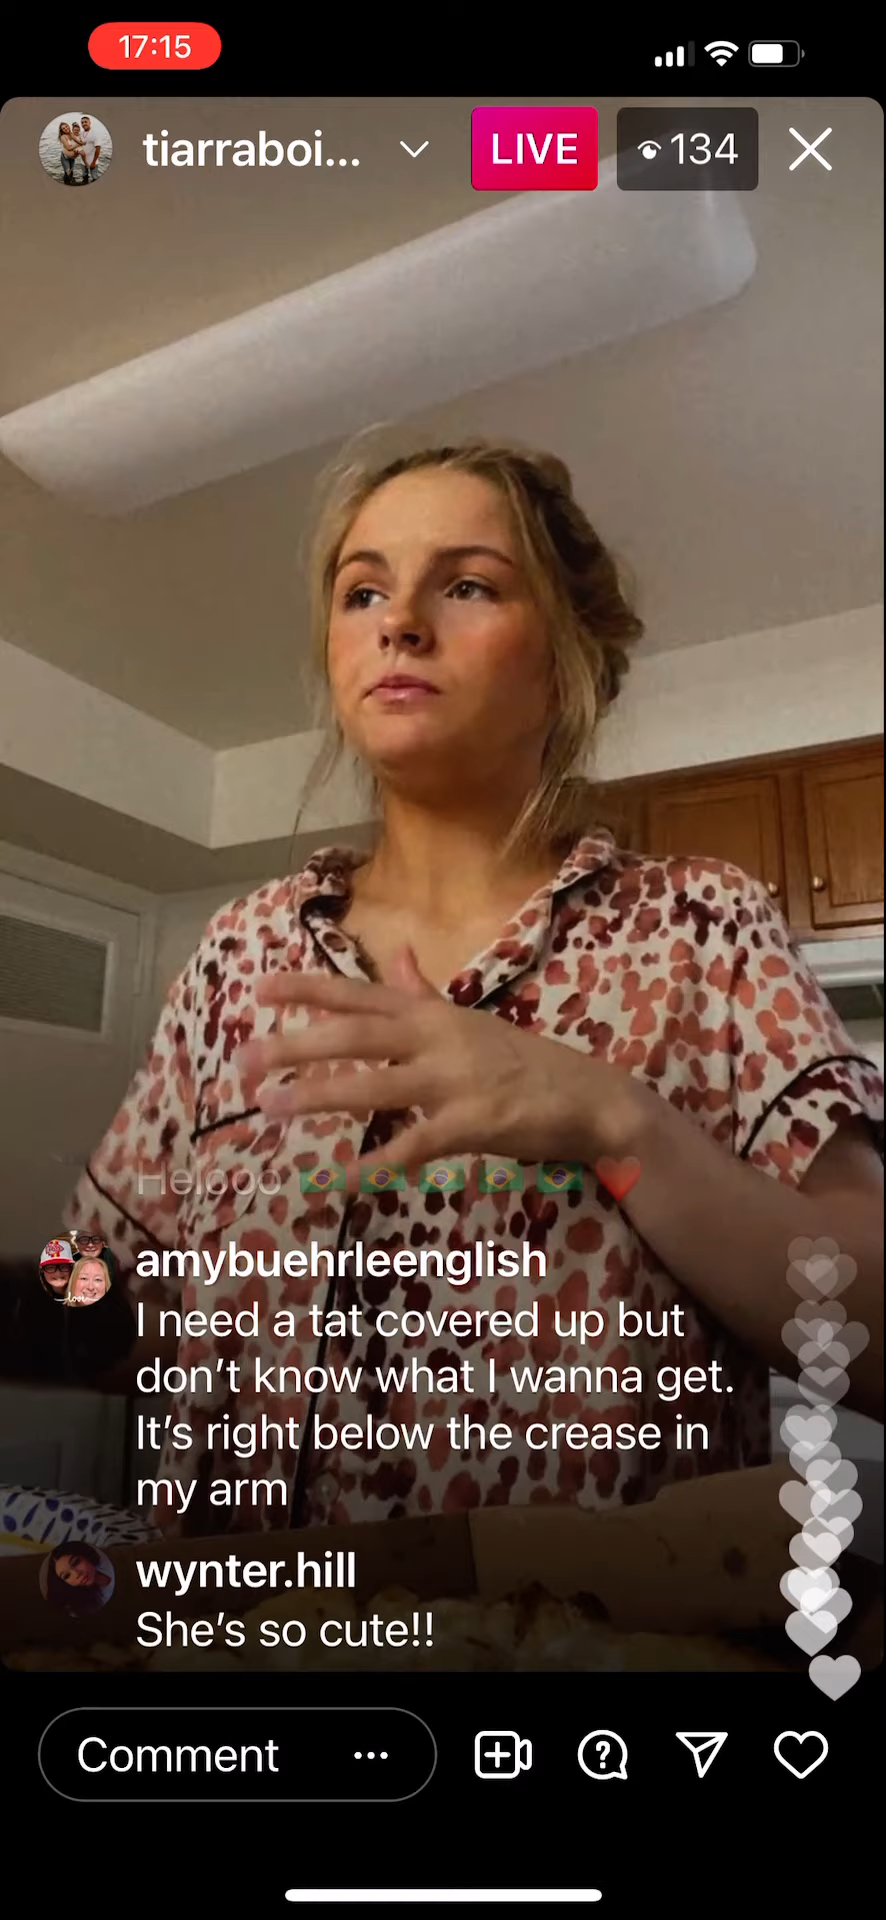 17:15
tiarraboi...
LIVE
134
Helooo 🇧🇷🇧🇷🇧🇷🇧🇷🇧🇷❤️
amybuehrleenglish
I need a tat covered up but
don't know what I wanna get.
It's right below the crease in
my arm
wynter.hill
She's so cute!!
Comment ...